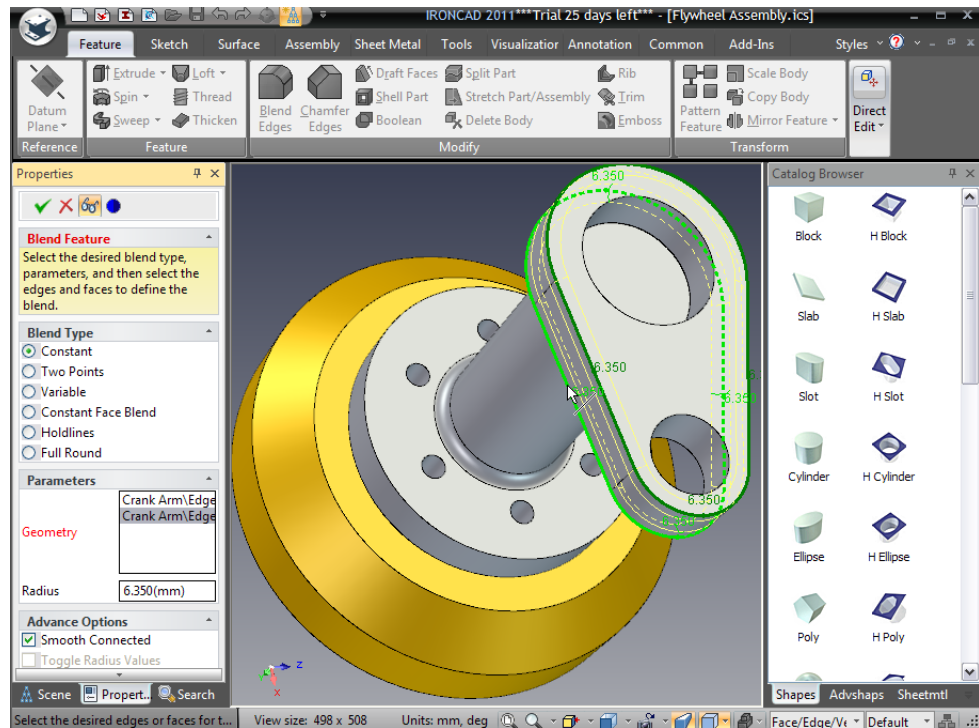 IRONCAD 2011***Trial 25 days left*** - [Flywheel Assembly.ics]
Feature Sketch Surface Assembly Sheet Metal Tools Visualization Annotation Common Add-Ins Styles
Datum Plane
Reference
Extrude Loft
Spin Thread
Sweep Thicken
Feature
Blend Edges
Chamfer Edges
Draft Faces Split Part Rib
Shell Part Stretch Part/Assembly Trim
Boolean Delete Body Emboss
Modify
Pattern Feature
Scale Body
Copy Body
Mirror Feature
Transform
Direct Edit
Properties
Blend Feature
Select the desired blend type,
parameters, and then select the
edges and faces to define the
blend.
Blend Type
Constant
Two Points
Variable
Constant Face Blend
Holdlines
Full Round
Parameters
Geometry
Crank Arm\Edge
Crank Arm\Edge
Radius 6.350(mm)
Advance Options
Smooth Connected
Toggle Radius Values
Scene Propert... Search
6.350
6.350
6.350
6.350
z
x
Catalog Browser
Block H Block
Slab H Slab
Slot H Slot
Cylinder H Cylinder
Ellipse H Ellipse
Poly H Poly
Shapes Advshaps Sheetmtl
Select the desired edges or faces for t... View size: 498 x 508 Units: mm, deg Face/Edge/Ve Default